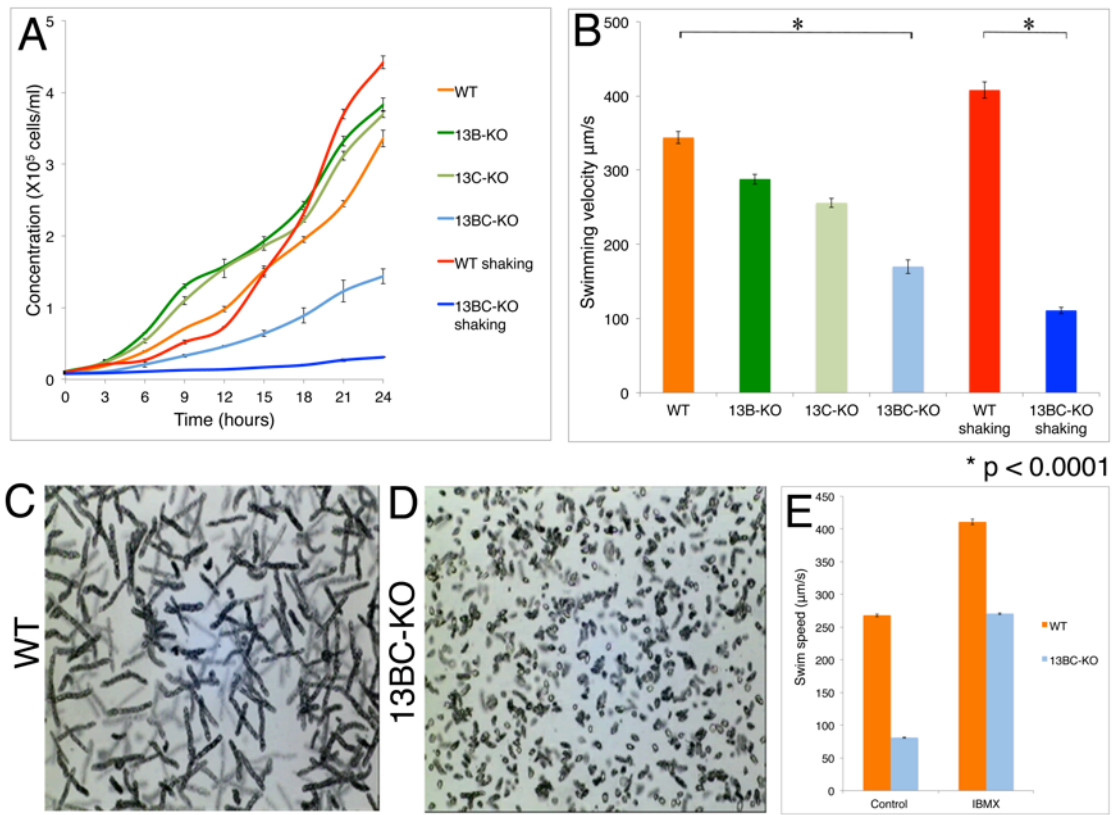 A
5
4
3
2
1
0
0 3 6 9 12 15 18 21 24
Concentration (X10⁵ cells/ml)
Time (hours)
WT
13B-KO
13C-KO
13BC-KO
WT shaking
13BC-KO
shaking
B
500
400
300
200
100
0
Swimming velocity µm/s
* *
WT 13B-KO 13C-KO 13BC-KO WT 13BC-KO
shaking shaking
* p < 0.0001
C
WT
D
13BC-KO
E
450
400
350
300
250
200
150
100
50
0
Swim speed (µm/s)
Control IBMX
WT
13BC-KO